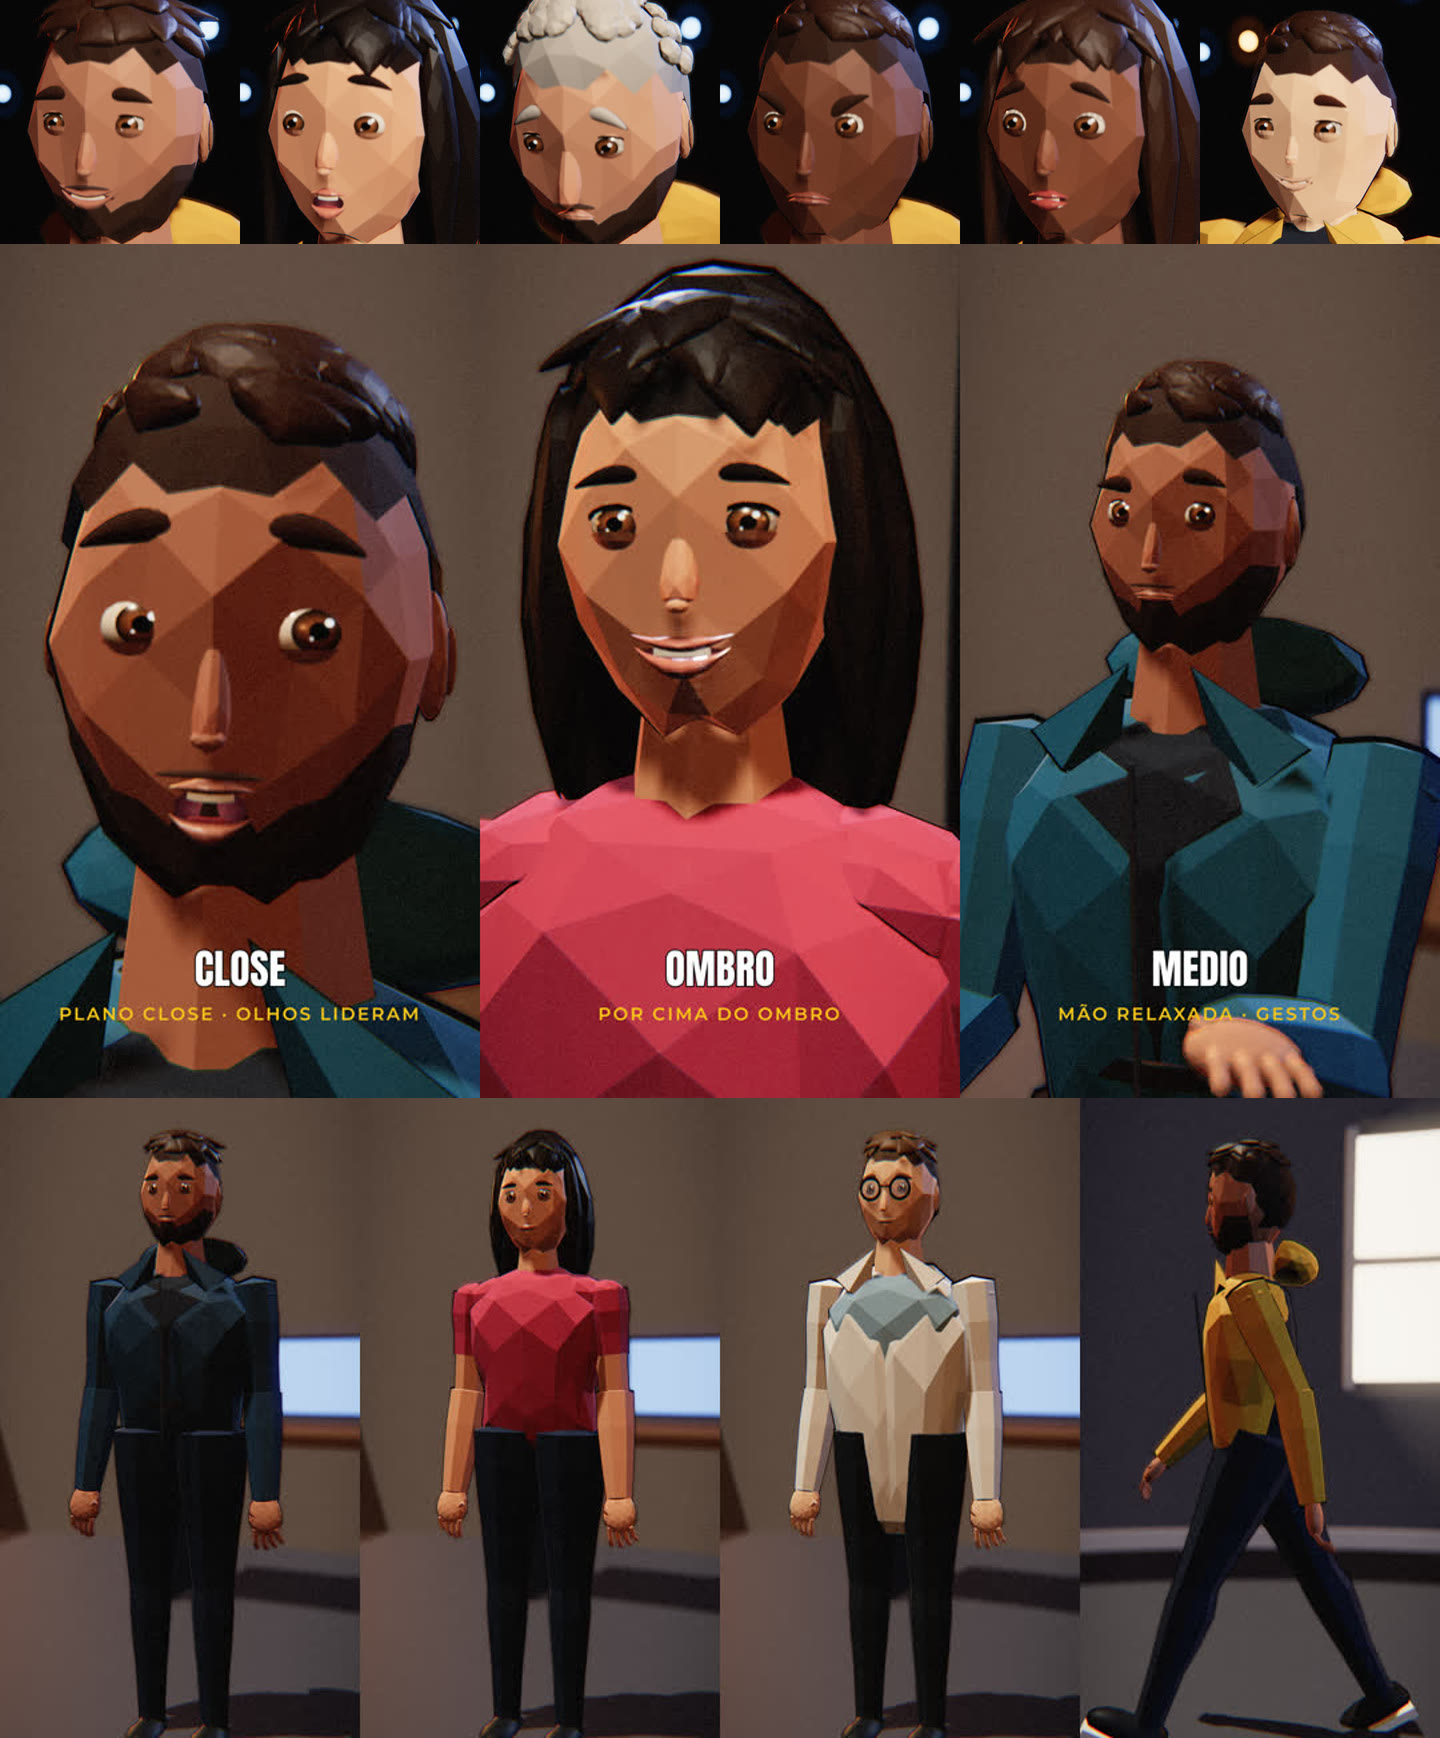 CLOSE
PLANO CLOSE · OLHOS LIDERAM
OMBRO
POR CIMA DO OMBRO
MEDIO
MÃO RELAXADA · GESTOS